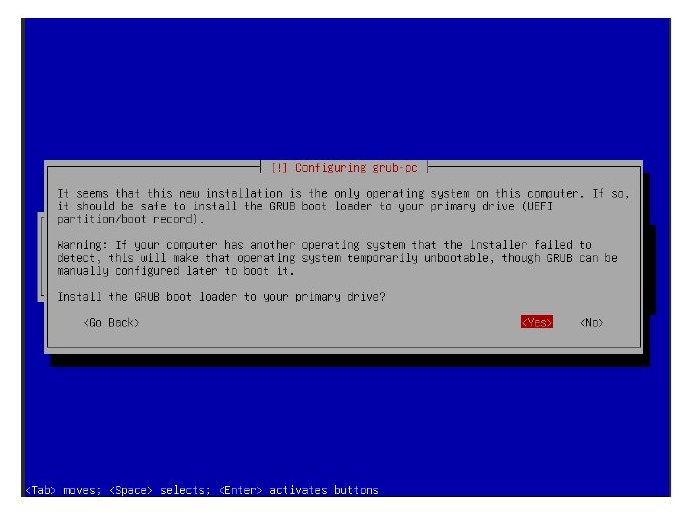 [!] Configuring grub-pc
It seems that this new installation is the only operating system on this computer. If so,
it should be safe to install the GRUB boot loader to your primary drive (UEFI
partition/boot record).
Warning: If your computer has another operating system that the installer failed to
detect, this will make that operating system temporarily unbootable, though GRUB can be
manually configured later to boot it.
Install the GRUB boot loader to your primary drive?
<Go Back> <Yes> <No>
<Tab> moves; <Space> selects; <Enter> activates buttons